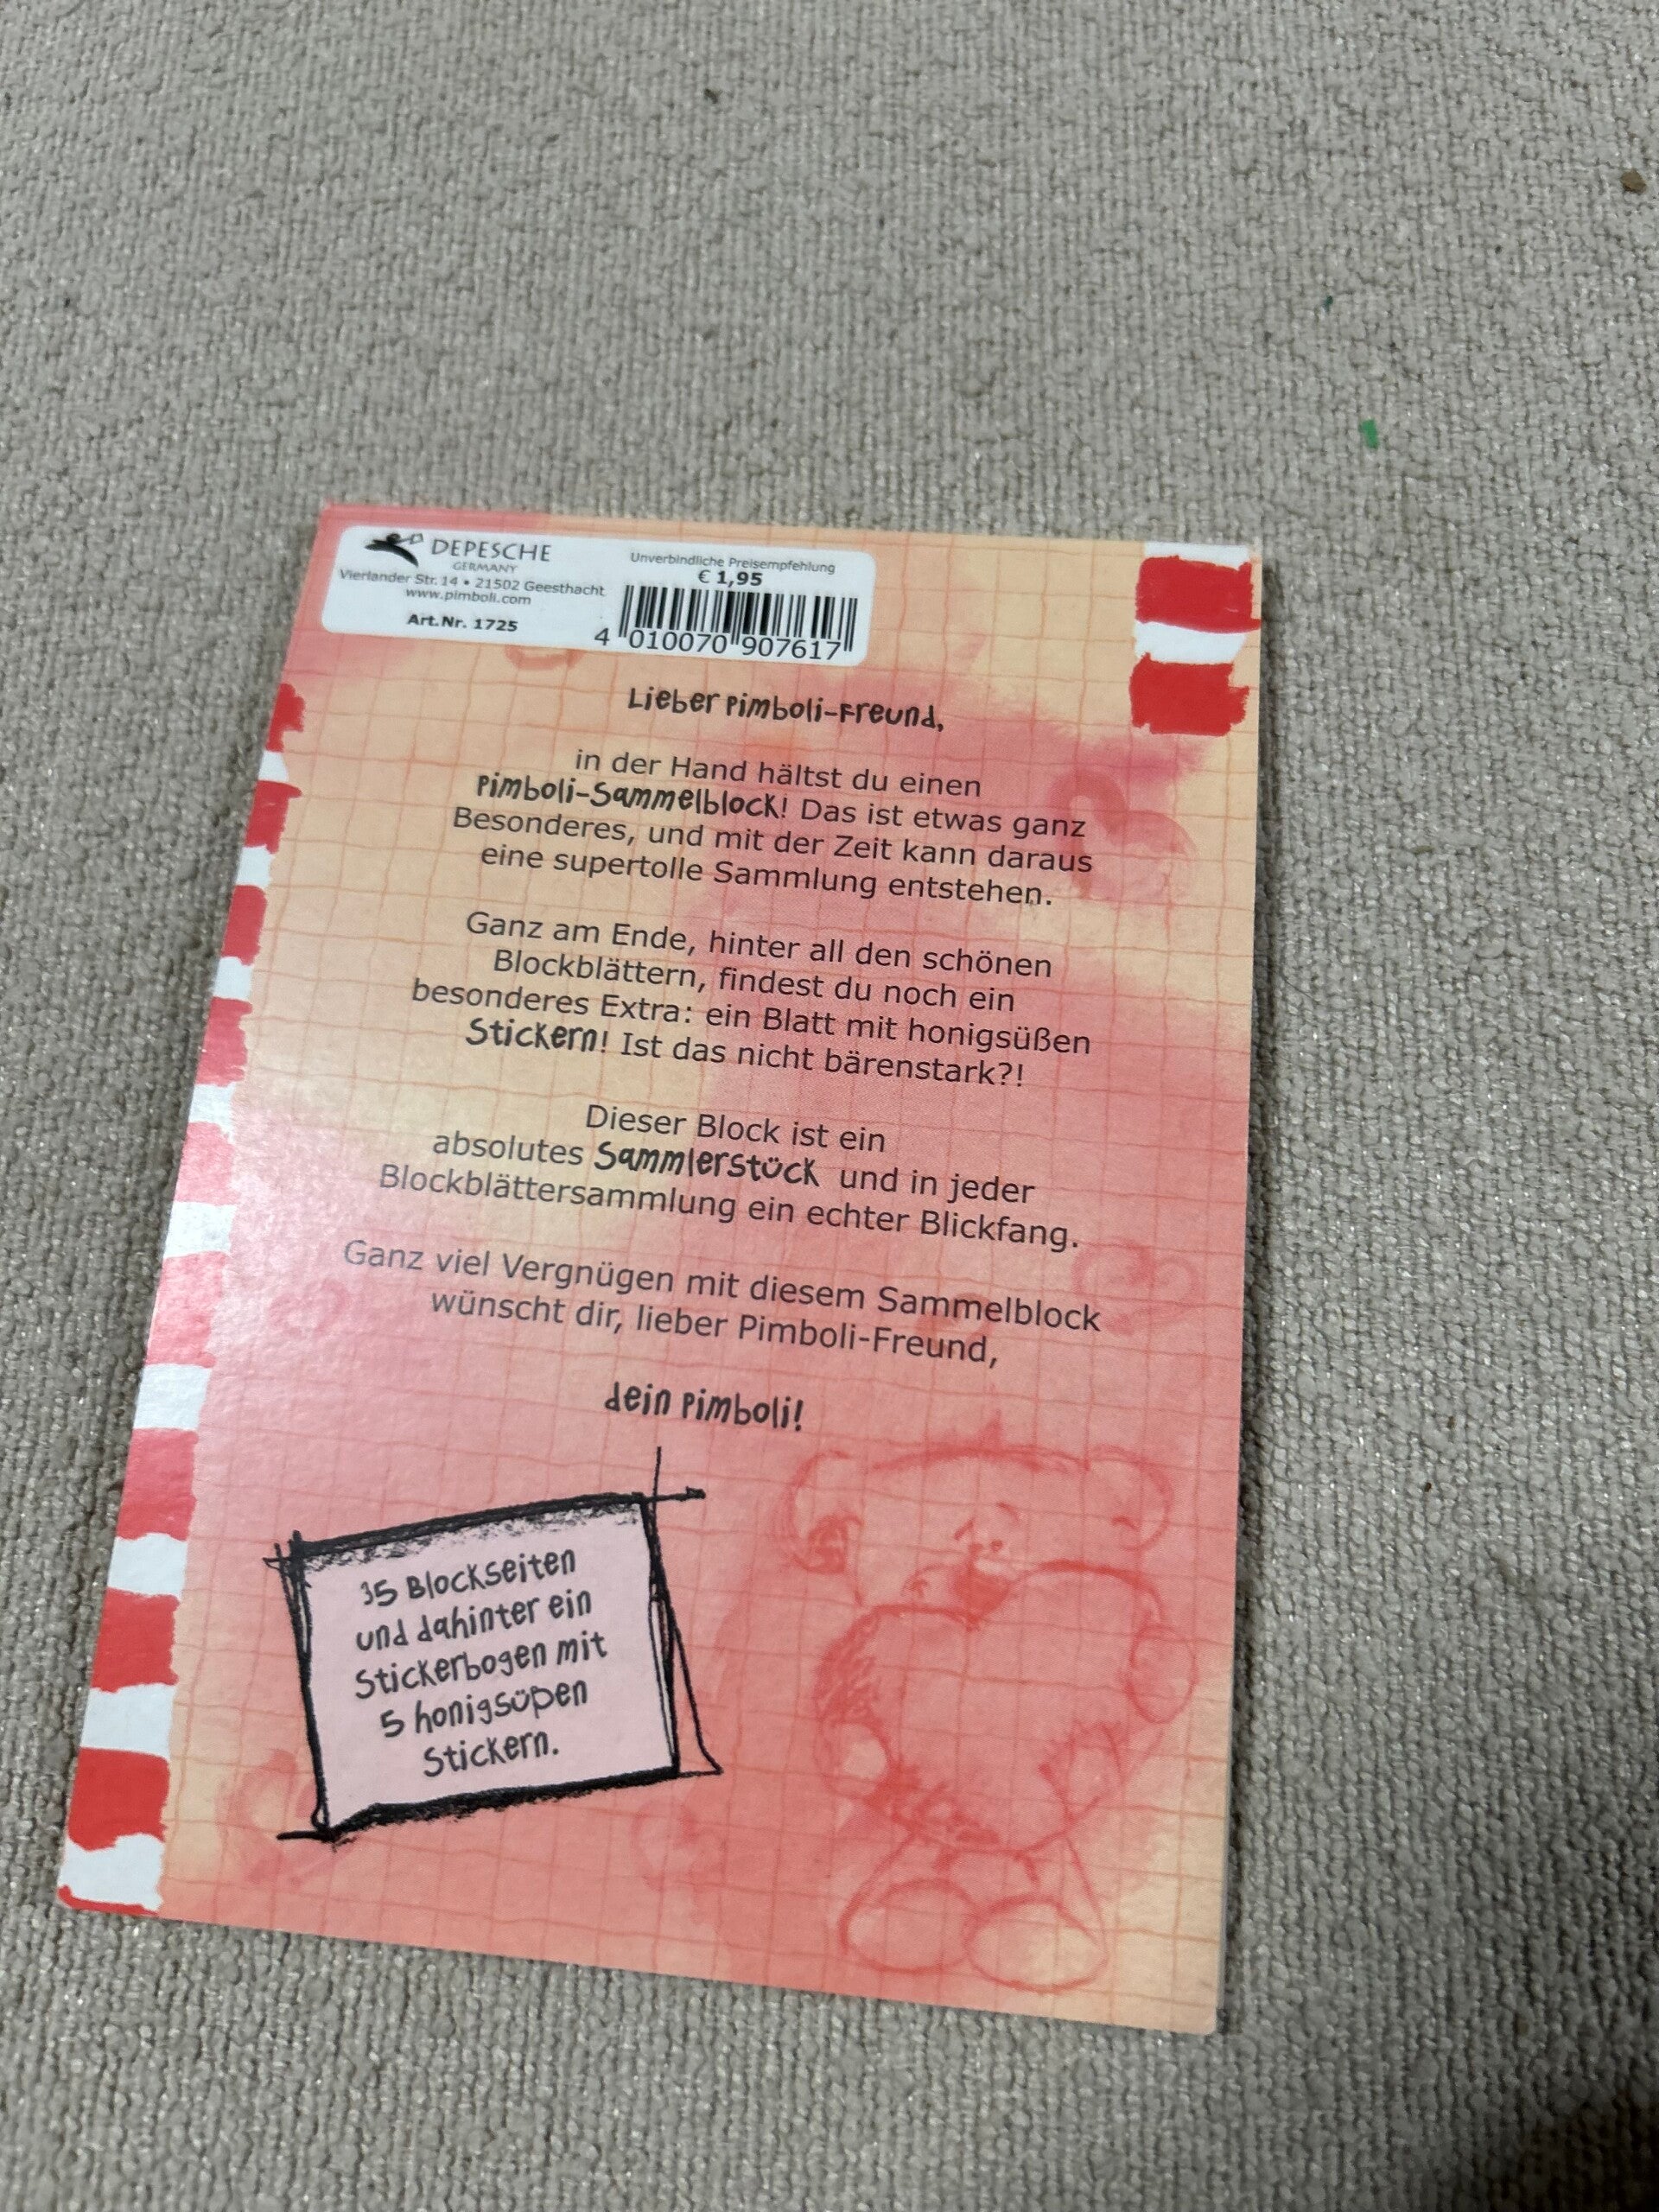 DEPESCHE
GERMANY
Vierlander Str. 14 • 21502 Geesthacht
www.pimboli.com
Art.Nr. 1725
Unverbindliche Preisempfehlung
€ 1,95
4 010070 907617
Lieber Pimboli-Freund,
in der Hand hältst du einen
Pimboli-Sammelblock! Das ist etwas ganz
Besonderes, und mit der Zeit kann daraus
eine supertolle Sammlung entstehen.
Ganz am Ende, hinter all den schönen
Blockblättern, findest du noch ein
besonderes Extra: ein Blatt mit honigsüßen
Stickern! Ist das nicht bärenstark?!
Dieser Block ist ein
absolutes Sammlerstück und in jeder
Blockblättersammlung ein echter Blickfang.
Ganz viel Vergnügen mit diesem Sammelblock
wünscht dir, lieber Pimboli-Freund,
dein Pimboli!
35 Blockseiten
und dahinter ein
Stickerbogen mit
5 honigsüßen
Stickern.